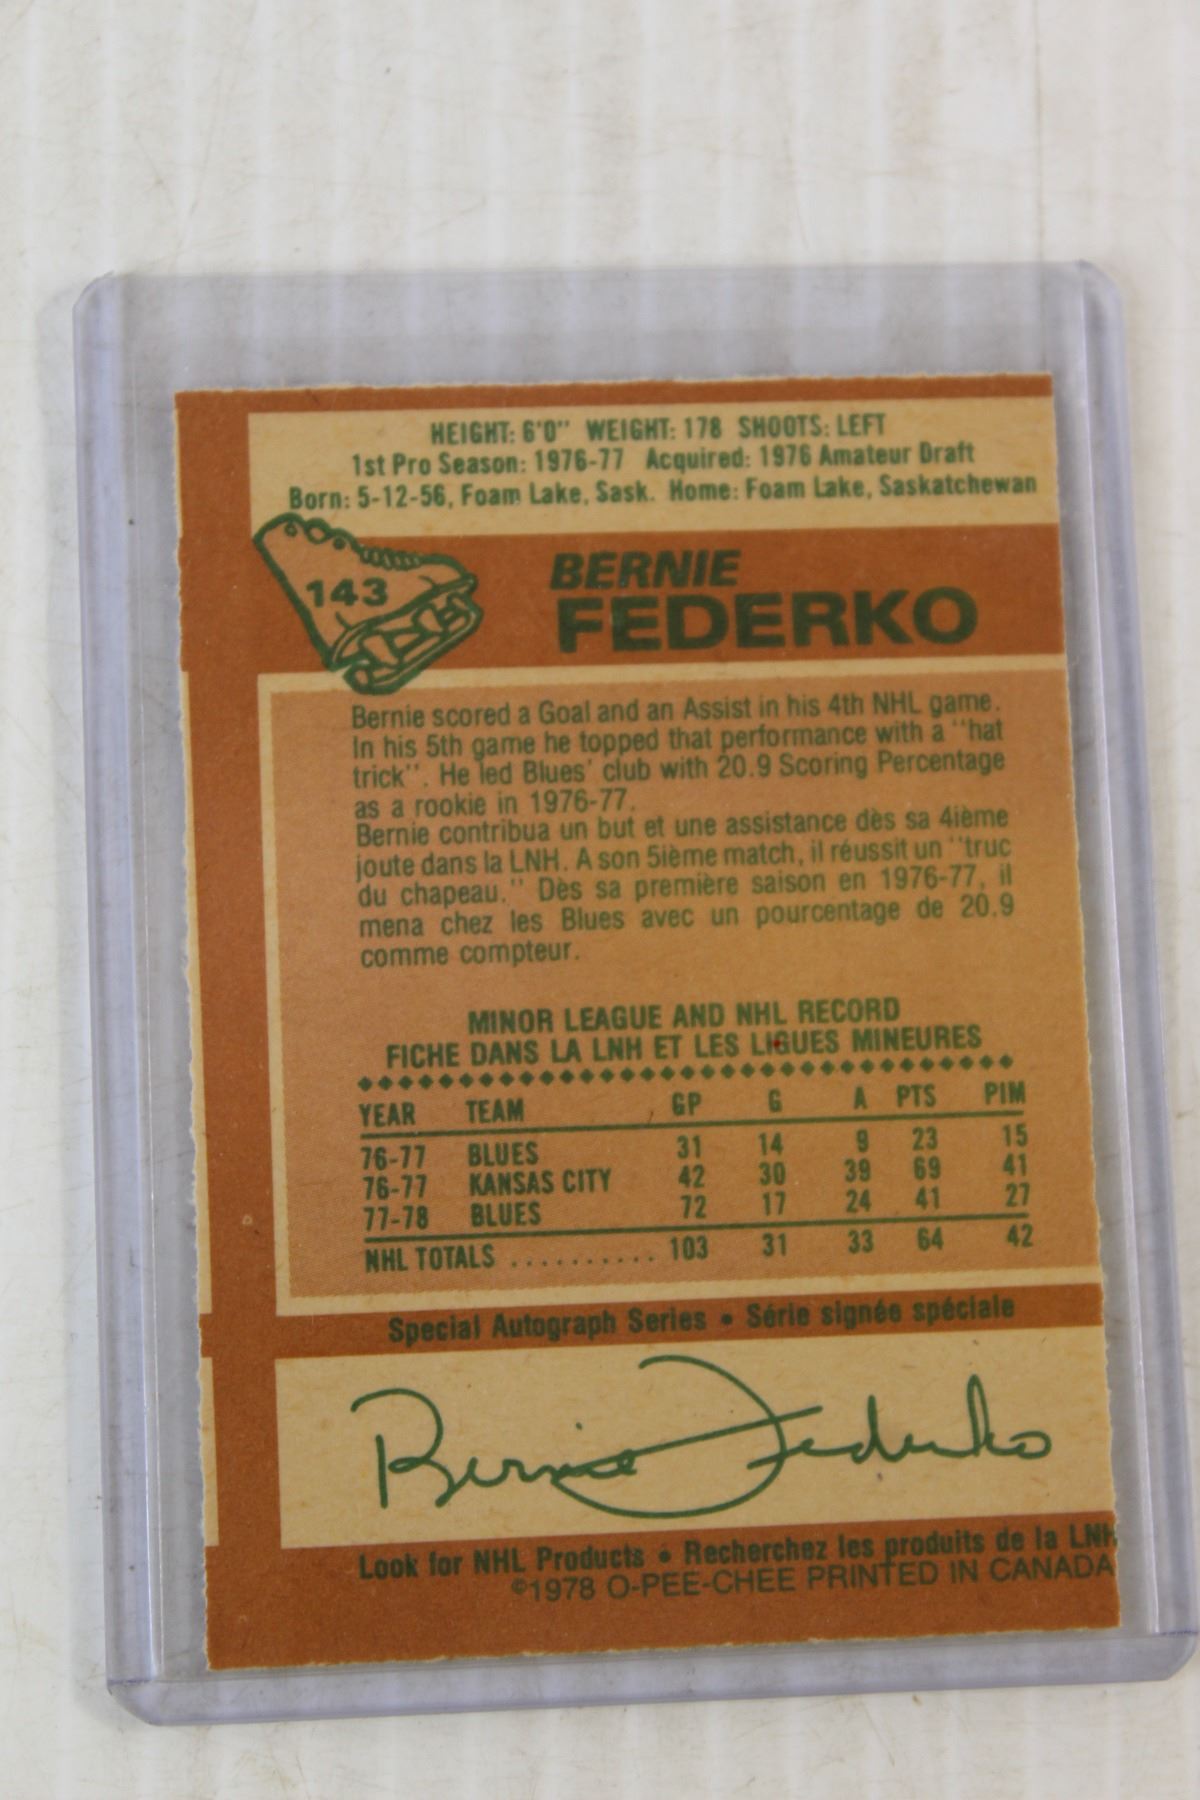 HEIGHT: 6'0" WEIGHT: 178 SHOOTS: LEFT
1st Pro Season: 1976-77 Acquired: 1976 Amateur Draft
Born: 5-12-56, Foam Lake, Sask. Home: Foam Lake, Saskatchewan
143
BERNIE
FEDERKO
Bernie scored a Goal and an Assist in his 4th NHL game.
In his 5th game he topped that performance with a "hat
trick". He led Blues' club with 20.9 Scoring Percentage
as a rookie in 1976-77.
Bernie contribua un but et une assistance dès sa 4ième
joute dans la LNH. A son 5ième match, il réussit un "truc
du chapeau." Dès sa première saison en 1976-77, il
mena chez les Blues avec un pourcentage de 20.9
comme compteur.
MINOR LEAGUE AND NHL RECORD
FICHE DANS LA LNH ET LES LIGUES MINEURES
YEAR TEAM GP G A PTS PIM
76-77 BLUES 31 14 9 23 15
76-77 KANSAS CITY 42 30 39 69 41
77-78 BLUES 72 17 24 41 27
NHL TOTALS .......... 103 31 33 64 42
Special Autograph Series • Série signée spéciale
Bernie Federko
Look for NHL Products • Recherchez les produits de la LNH
©1978 O-PEE-CHEE PRINTED IN CANADA